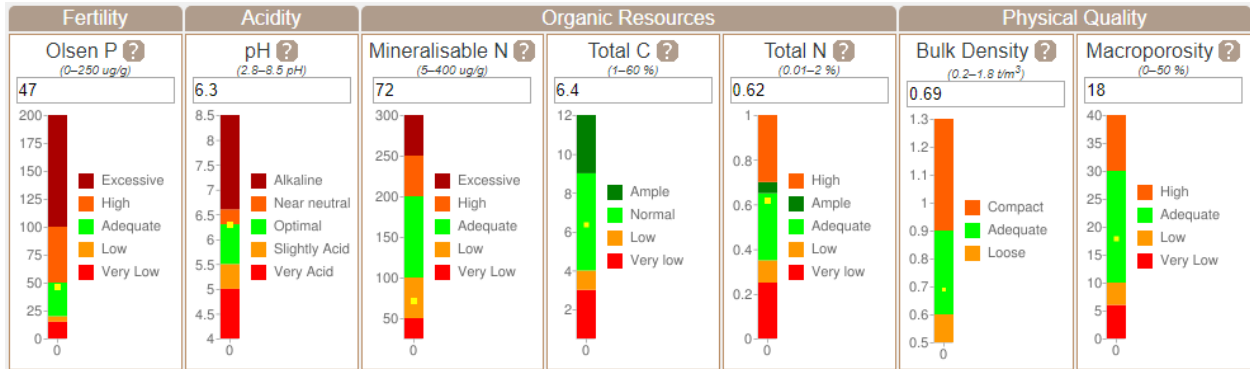 Fertility
Acidity
Organic Resources
Physical Quality
Olsen P ?
(0–250 ug/g)
47
200
175
150
125
100
75
50
25
0
0
Excessive
High
Adequate
Low
Very Low
pH ?
(2.8–8.5 pH)
6.3
8.5
8
7.5
7
6.5
6
5.5
5
4.5
4
0
Alkaline
Near neutral
Optimal
Slightly Acid
Very Acid
Mineralisable N ?
(5–400 ug/g)
72
300
250
200
150
100
50
0
Excessive
High
Adequate
Low
Very Low
Total C ?
(1–60 %)
6.4
12
10
8
6
4
2
0
Ample
Normal
Low
Very low
Total N ?
(0.01–2 %)
0.62
1
0.8
0.6
0.4
0.2
0
0
High
Ample
Adequate
Low
Very low
Bulk Density ?
(0.2–1.8 t/m³)
0.69
1.3
1.2
1.1
1
0.9
0.8
0.7
0.6
0.5
0
Compact
Adequate
Loose
Macroporosity ?
(0–50 %)
18
40
35
30
25
20
15
10
5
0
0
High
Adequate
Low
Very Low